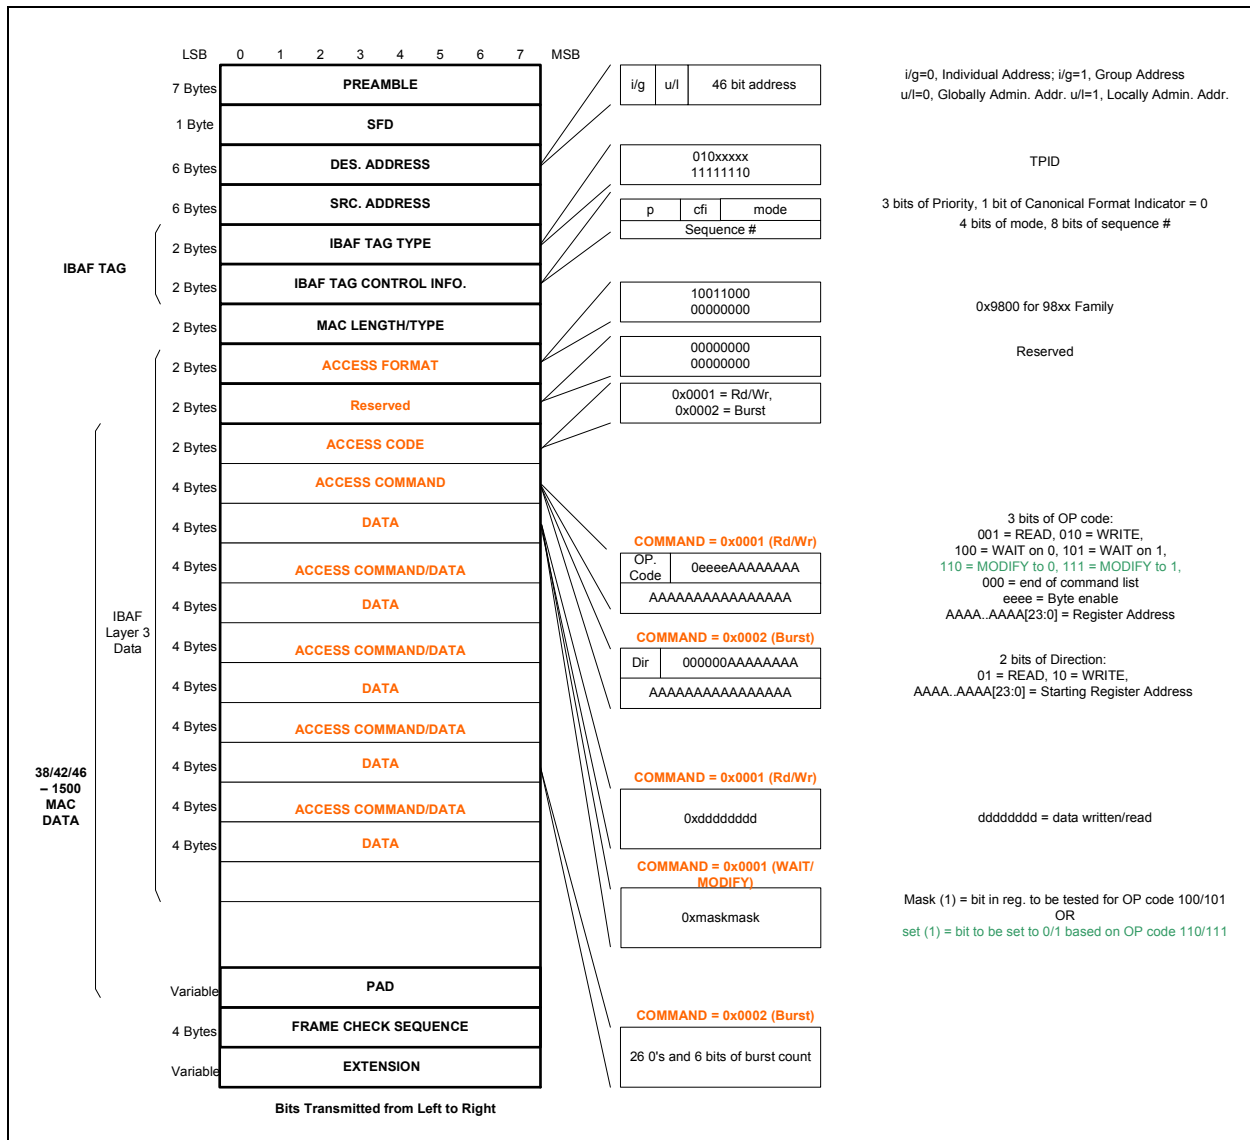 LSB 0 1 2 3 4 5 6 7 MSB
7 Bytes PREAMBLE
i/g u/l 46 bit address
i/g=0, Individual Address; i/g=1, Group Address
u/l=0, Globally Admin. Addr. u/l=1, Locally Admin. Addr.
1 Byte SFD
6 Bytes DES. ADDRESS
010xxxxx
11111110
TPID
6 Bytes SRC. ADDRESS
p cfi mode
Sequence #
3 bits of Priority, 1 bit of Canonical Format Indicator = 0
4 bits of mode, 8 bits of sequence #
IBAF TAG
2 Bytes IBAF TAG TYPE
2 Bytes IBAF TAG CONTROL INFO.
10011000
00000000
0x9800 for 98xx Family
2 Bytes MAC LENGTH/TYPE
00000000
00000000
Reserved
2 Bytes ACCESS FORMAT
0x0001 = Rd/Wr,
0x0002 = Burst
2 Bytes Reserved
2 Bytes ACCESS CODE
4 Bytes ACCESS COMMAND
4 Bytes DATA
COMMAND = 0x0001 (Rd/Wr)
OP.
Code
0eeeeAAAAAAAA
AAAAAAAAAAAAAAAA
3 bits of OP code:
001 = READ, 010 = WRITE,
100 = WAIT on 0, 101 = WAIT on 1,
110 = MODIFY to 0, 111 = MODIFY to 1,
000 = end of command list
eeee = Byte enable
AAAA..AAAA[23:0] = Register Address
4 Bytes ACCESS COMMAND/DATA
4 Bytes DATA
IBAF
Layer 3
Data
4 Bytes ACCESS COMMAND/DATA
COMMAND = 0x0002 (Burst)
Dir 000000AAAAAAAA
AAAAAAAAAAAAAAAA
2 bits of Direction:
01 = READ, 10 = WRITE,
AAAA..AAAA[23:0] = Starting Register Address
4 Bytes DATA
4 Bytes ACCESS COMMAND/DATA
4 Bytes DATA
38/42/46
– 1500
MAC
DATA
COMMAND = 0x0001 (Rd/Wr)
0xdddddddd
dddddddd = data written/read
4 Bytes ACCESS COMMAND/DATA
4 Bytes DATA
COMMAND = 0x0001 (WAIT/
MODIFY)
0xmaskmask
Mask (1) = bit in reg. to be tested for OP code 100/101
OR
set (1) = bit to be set to 0/1 based on OP code 110/111
Variable PAD
4 Bytes FRAME CHECK SEQUENCE
COMMAND = 0x0002 (Burst)
26 0's and 6 bits of burst count
Variable EXTENSION
Bits Transmitted from Left to Right